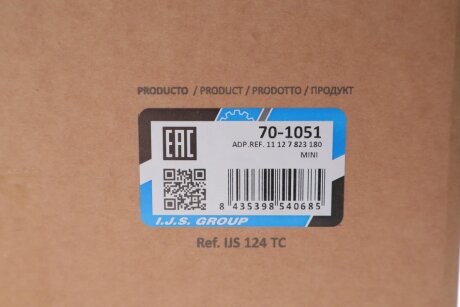 PRODUCTO / PRODUCT / PRODOTTO / ПРОДУКТ
EAC
70-1051
ADP.REF. 11 12 7 823 180
MINI
8 435398 540685
I.J.S. GROUP
Ref. IJS 124 TC